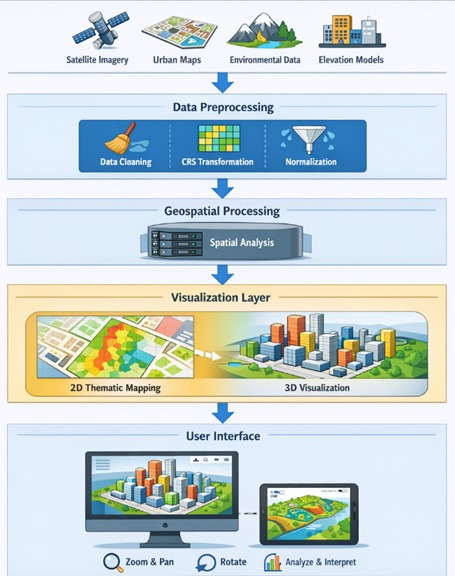 Satellite Imagery Urban Maps Environmental Data Elevation Models
Data Preprocessing
Data Cleaning CRS Transformation Normalization
Geospatial Processing
Spatial Analysis
Visualization Layer
2D Thematic Mapping 3D Visualization
User Interface
Zoom & Pan Rotate Analyze & Interpret